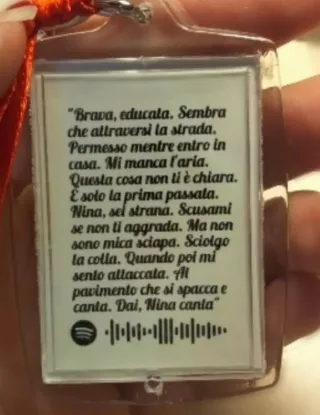 "Brava, educata. Sembra
che attraversi la strada.
Permesso mentre entro in
casa. Mi manca l'aria.
Questa cosa non ti è chiara.
È solo la prima passata.
Nina, sei strana. Scusami
se non ti aggrada. Ma non
sono mica sciapa. Sciolgo
la colla. Quando poi mi
sento attaccata. Al
pavimento che si spacca e
canta. Dai, Nina canta"